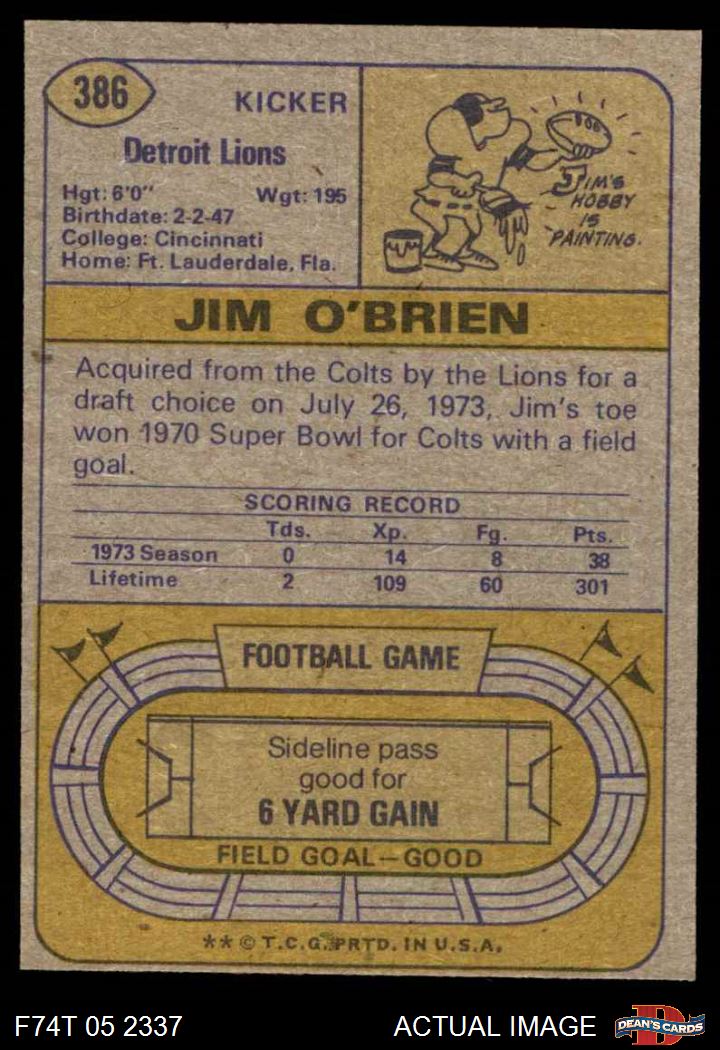 386
KICKER
Detroit Lions
Hgt: 6'0" Wgt: 195
Birthdate: 2-2-47
College: Cincinnati
Home: Ft. Lauderdale, Fla.
JIM'S
HOBBY
IS
PAINTING.
JIM O'BRIEN
Acquired from the Colts by the Lions for a
draft choice on July 26, 1973, Jim's toe
won 1970 Super Bowl for Colts with a field
goal.
SCORING RECORD
Tds. Xp. Fg. Pts.
1973 Season 0 14 8 38
Lifetime 2 109 60 301
FOOTBALL GAME
Sideline pass
good for
6 YARD GAIN
FIELD GOAL—GOOD
** © T.C.G. PRTD. IN U.S.A.
F74T 05 2337 ACTUAL IMAGE
D
DEAN'S CARDS